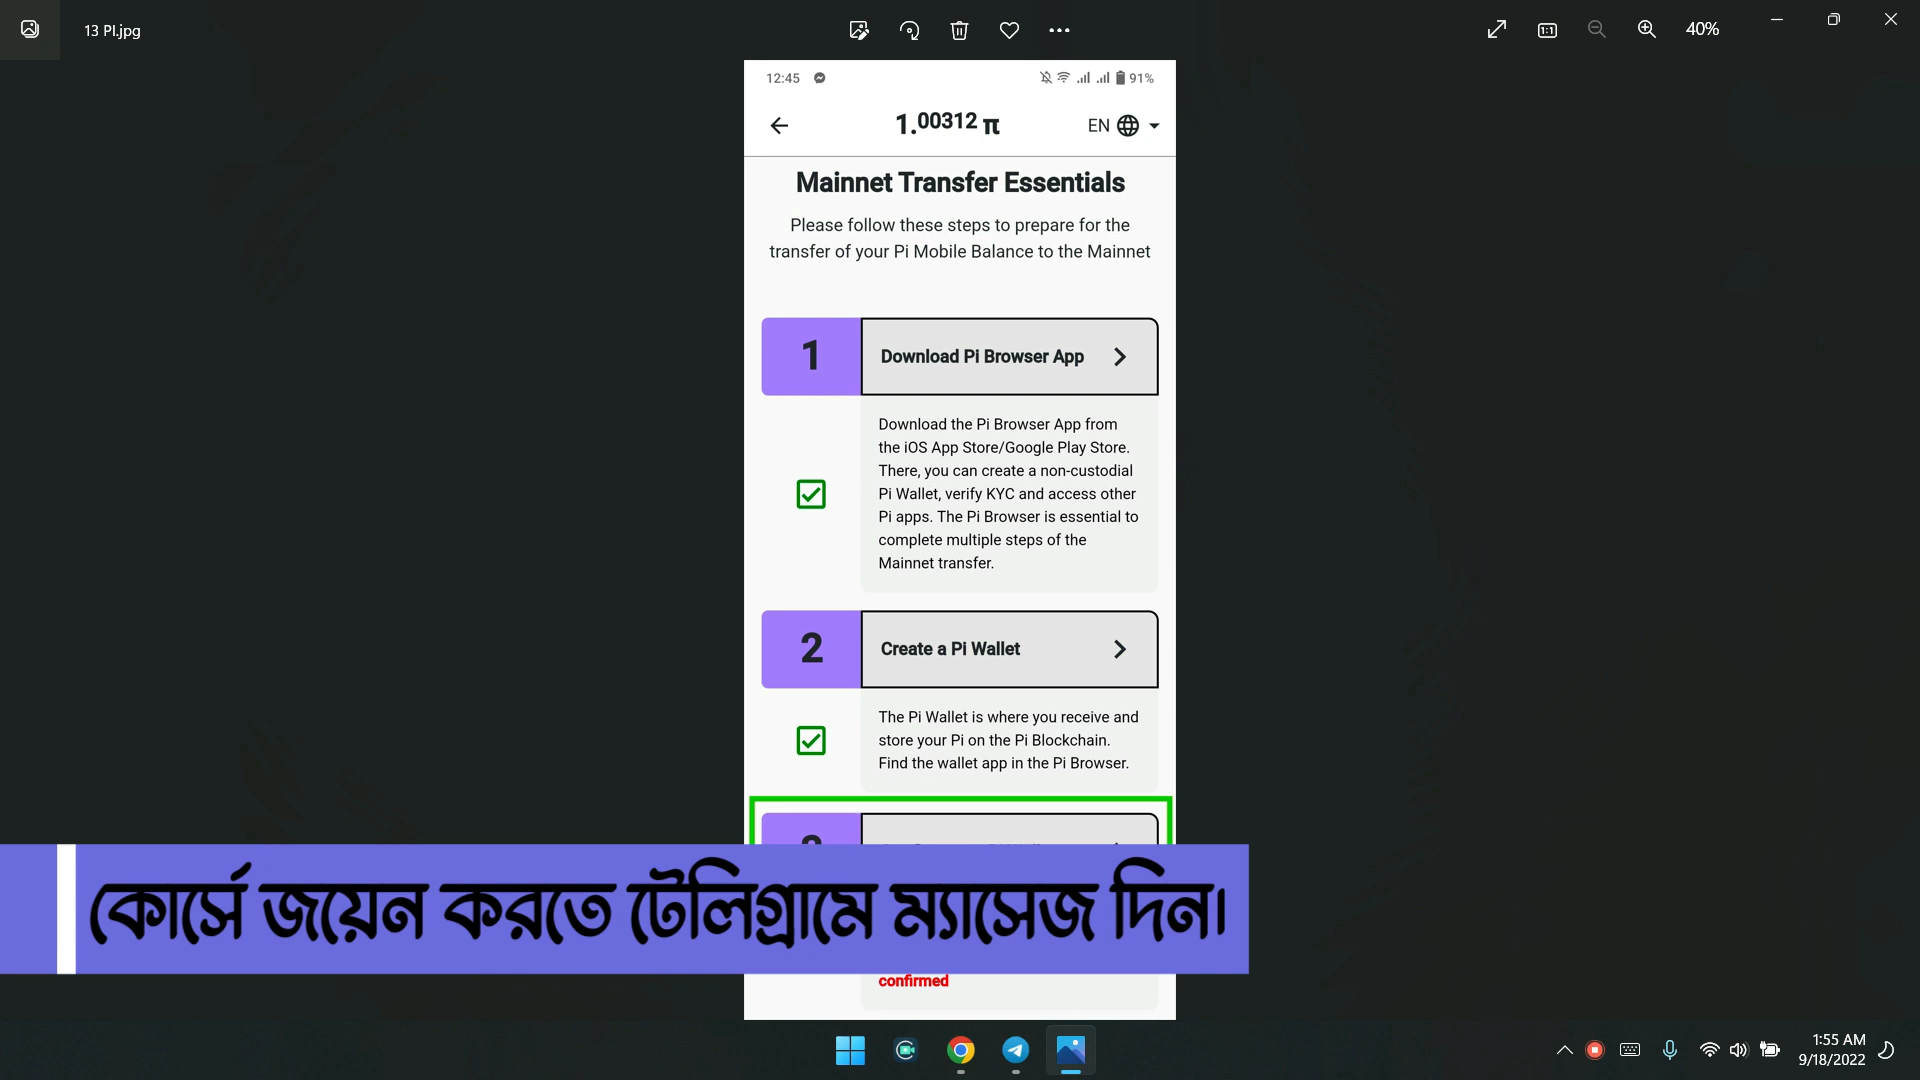 13 PI.jpg
40%
12:45
91%
1.00312 π
EN
Mainnet Transfer Essentials
Please follow these steps to prepare for the
transfer of your Pi Mobile Balance to the Mainnet
1
Download Pi Browser App
Download the Pi Browser App from
the iOS App Store/Google Play Store.
There, you can create a non-custodial
Pi Wallet, verify KYC and access other
Pi apps. The Pi Browser is essential to
complete multiple steps of the
Mainnet transfer.
2
Create a Pi Wallet
The Pi Wallet is where you receive and
store your Pi on the Pi Blockchain.
Find the wallet app in the Pi Browser.
কোর্সে জয়েন করতে টেলিগ্রামে ম্যাসেজ দিন।
confirmed
1:55 AM
9/18/2022